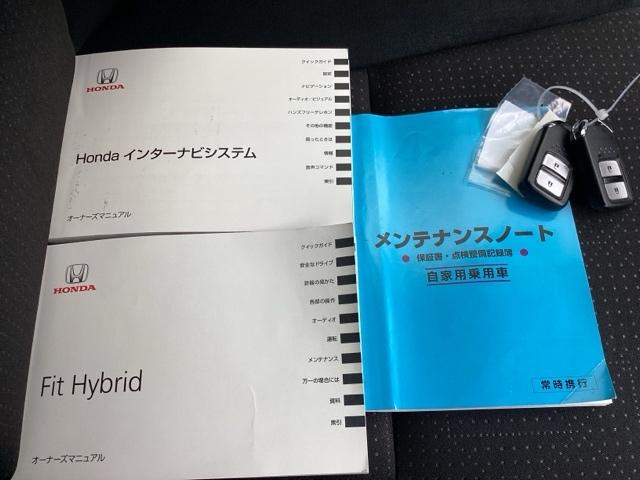 HONDA
Honda インターナビシステム
オーナーズマニュアル
クイックガイド
設定
ナビゲーション
オーディオ/ビジュアル
ハンズフリーテレホン
その他の機能
困ったときは
情報
音声コマンド
索引
HONDA
Fit Hybrid
オーナーズマニュアル
クイックガイド
安全なドライブ
計器の見かた
各部の操作
オーディオ
運転
メンテナンス
万一の場合には
資料
索引
メンテナンスノート
● 保証書・点検整備記録簿 ●
自家用乗用車
常時携行